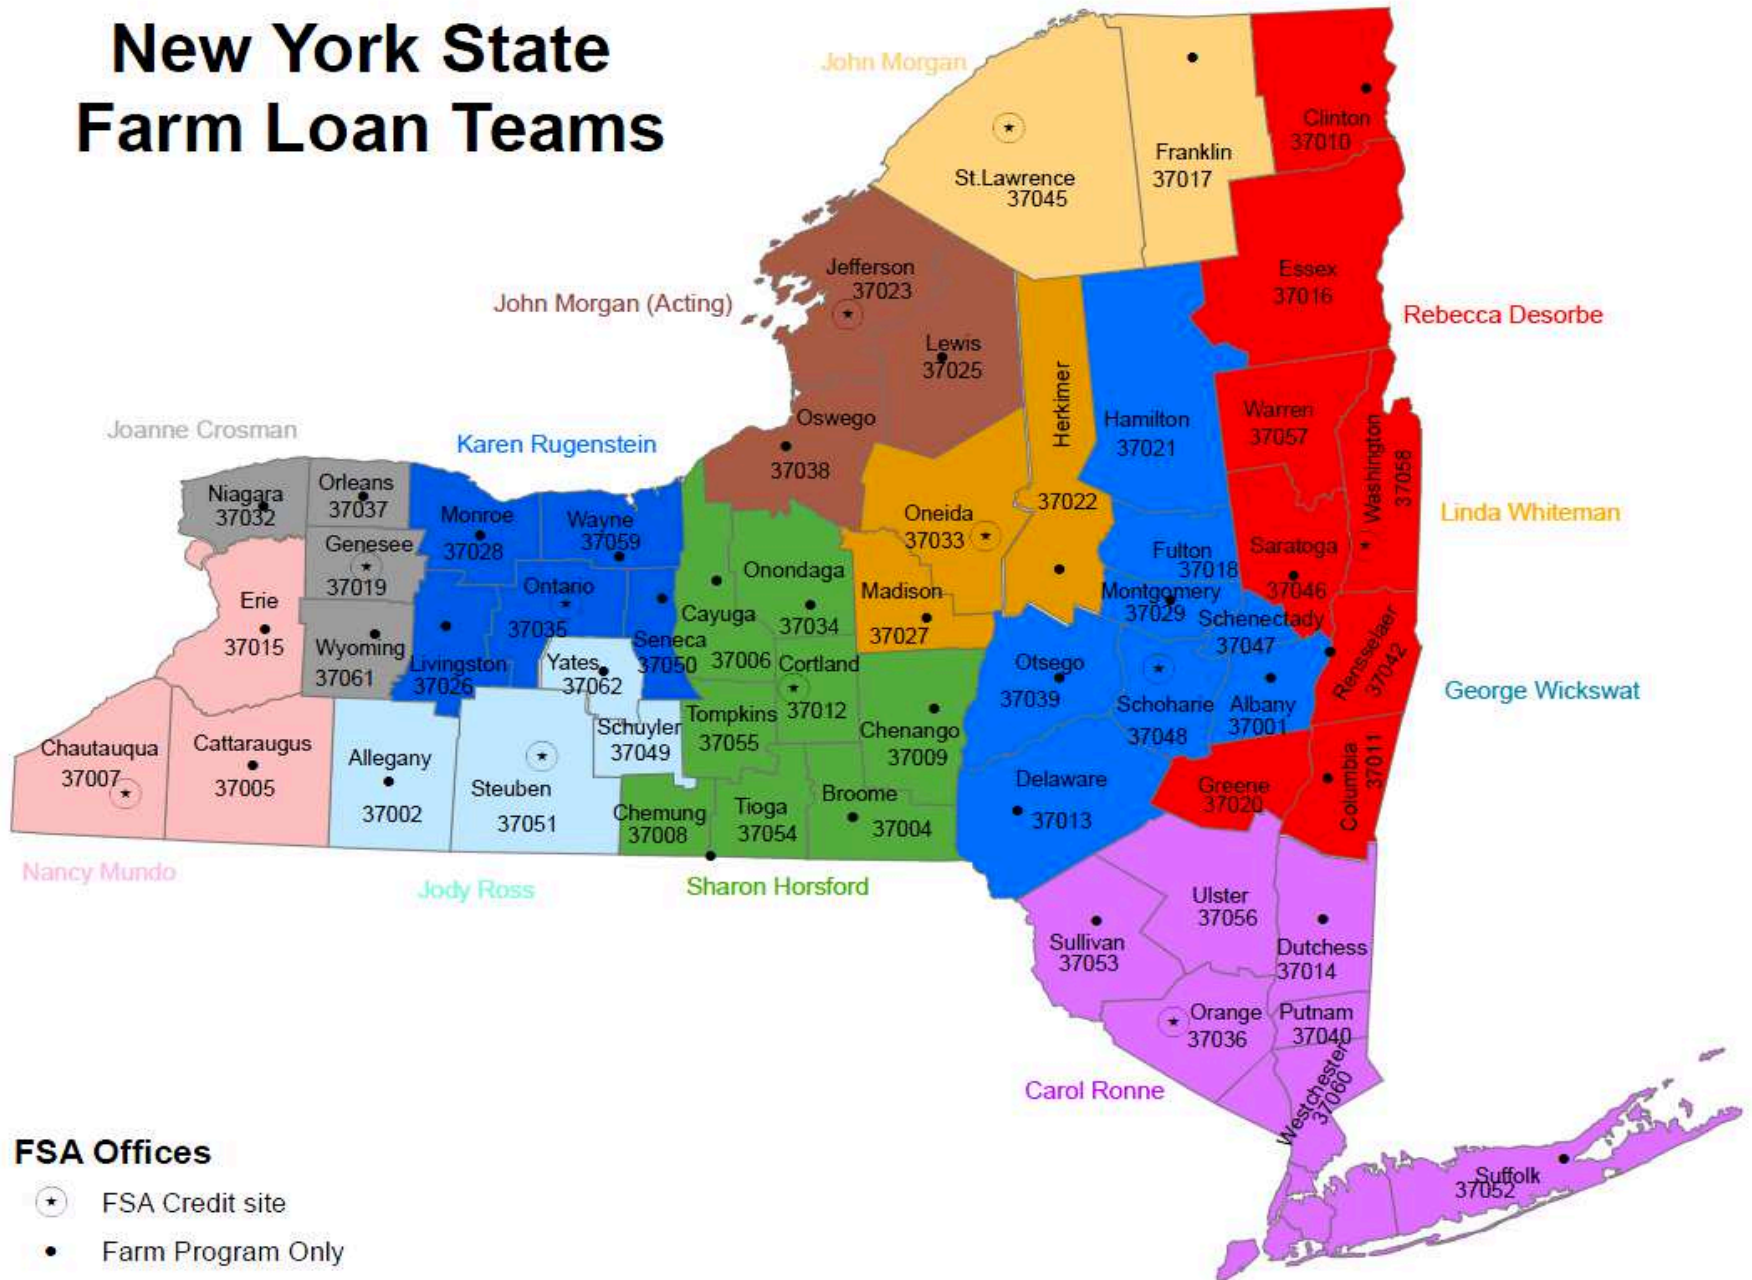 New York State
Farm Loan Teams
John Morgan
Clinton
37010
Franklin
37017
St.Lawrence
37045
Jefferson
37023
Essex
37016
John Morgan (Acting)
Rebecca Desorbe
Lewis
37025
Herkimer
37022
Hamilton
37021
Warren
37057
Washington
37058
Oswego
37038
Joanne Crosman
Karen Rugenstein
Niagara
37032
Orleans
37037
Monroe
37028
Wayne
37059
Oneida
37033
Linda Whiteman
Genesee
37019
Fulton
37018
Saratoga
37046
Onondaga
37034
Ontario
37035
Madison
37027
Montgomery
37029
Schenectady
37047
Erie
37015
Cayuga
37006
Wyoming
37061
Livingston
37026
Seneca
37050
Yates
37062
Cortland
37012
Otsego
37039
Rensselaer
37042
George Wickswat
Schoharie
37048
Albany
37001
Tompkins
37055
Schuyler
37049
Chenango
37009
Chautauqua
37007
Cattaraugus
37005
Allegany
37002
Steuben
37051
Delaware
37013
Greene
37020
Columbia
37011
Chemung
37008
Tioga
37054
Broome
37004
Nancy Mundo
Jody Ross
Sharon Horsford
Ulster
37056
Sullivan
37053
Dutchess
37014
Orange
37036
Putnam
37040
Westchester
37060
Carol Ronne
Suffolk
37052
FSA Offices
FSA Credit site
Farm Program Only